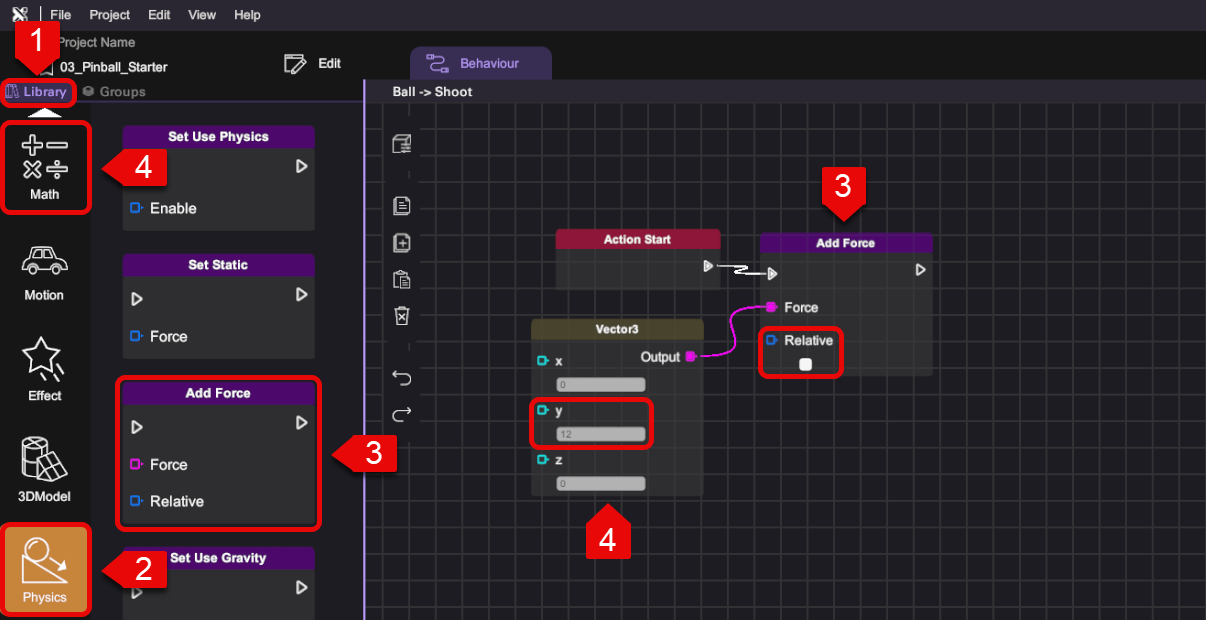 File Project Edit View Help
1
Project Name
03_Pinball_Starter
Edit
Behaviour
Library
Groups
Ball -> Shoot
Math
4
Motion
Effect
3DModel
Physics
2
Set Use Physics
Enable
Set Static
Force
Add Force
Force
Relative
3
Set Use Gravity
Action Start
3
Add Force
Force
Relative
Vector3
Output
x
0
y
12
z
0
4